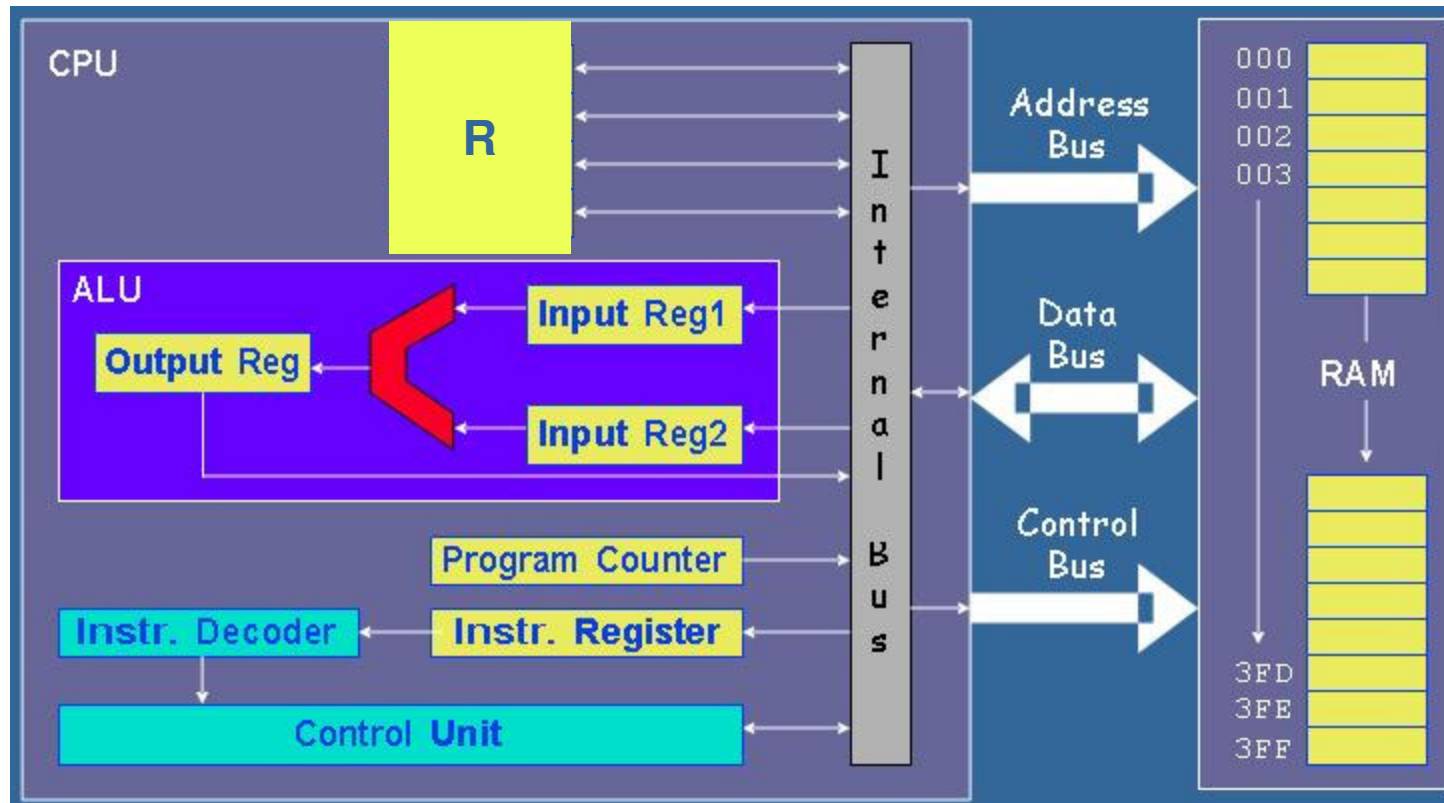 CPU
R
ALU
Input Reg1
Output Reg
Input Reg2
Program Counter
Instr. Decoder
Instr. Register
Control Unit
Internal Bus
Address
Bus
Data
Bus
Control
Bus
000
001
002
003
RAM
3FD
3FE
3FF